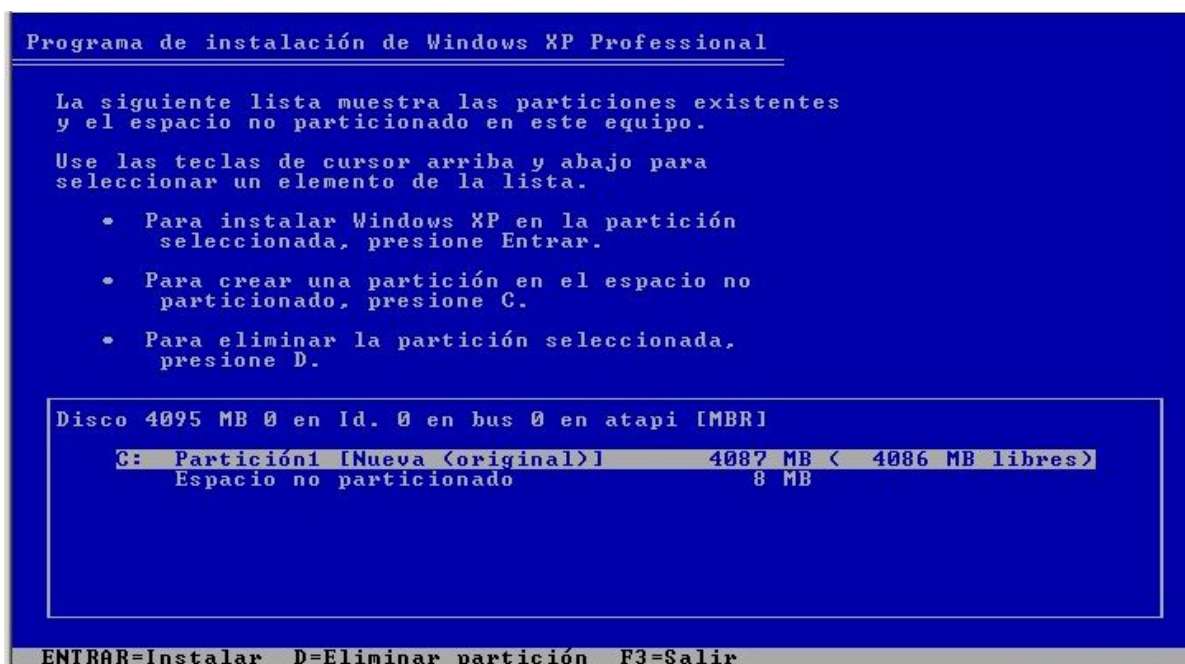 Programa de instalación de Windows XP Professional
La siguiente lista muestra las particiones existentes
y el espacio no particionado en este equipo.
Use las teclas de cursor arriba y abajo para
seleccionar un elemento de la lista.
• Para instalar Windows XP en la partición
seleccionada, presione Entrar.
• Para crear una partición en el espacio no
particionado, presione C.
• Para eliminar la partición seleccionada,
presione D.
Disco 4095 MB 0 en Id. 0 en bus 0 en atapi [MBR]
C: Partición1 [Nueva (original)] 4087 MB ( 4086 MB libres)
Espacio no particionado 8 MB
ENTRAR=Instalar D=Eliminar partición F3=Salir